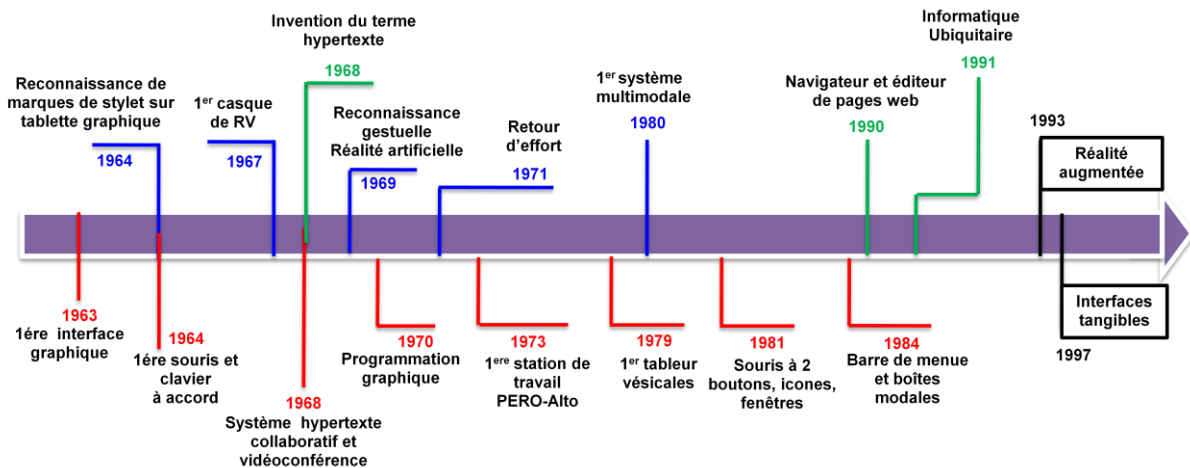 Invention du terme
hypertexte
1968
Informatique
Ubiquitaire
1991
Reconnaissance de
marques de stylet sur
tablette graphique
1964
1er casque
de RV
1967
Reconnaissance
gestuelle
Réalité artificielle
1969
Retour
d'effort
1971
1er système
multimodale
1980
Navigateur et éditeur
de pages web
1990
1993
Réalité
augmentée
1963
1ére interface
graphique
1964
1ére souris et
clavier
à accord
1968
Système hypertexte
collaboratif et
vidéoconférence
1970
Programmation
graphique
1973
1ere station de
travail
PERO-Alto
1979
1er tableur
vésicales
1981
Souris à 2
boutons, icones,
fenêtres
1984
Barre de menue
et boîtes
modales
Interfaces
tangibles
1997